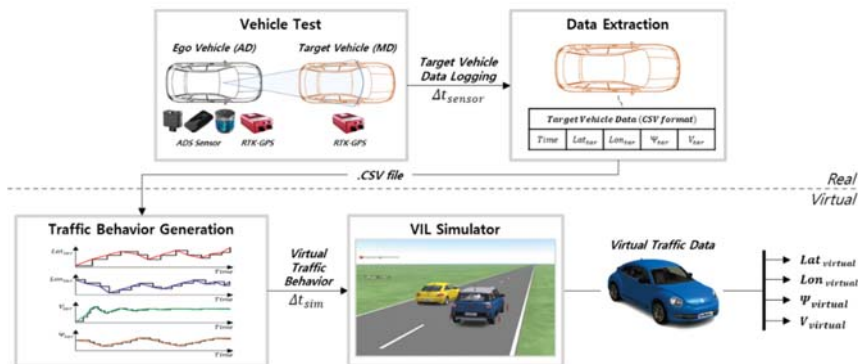 Vehicle Test
Ego Vehicle (AD)
Target Vehicle (MD)
ADS Sensor
RTK-GPS
RTK-GPS
Target Vehicle
Data Logging
Δt_sensor
Data Extraction
Target Vehicle Data (CSV format)
Time Lat_tar Lon_tar Ψ_tar V_tar
.CSV file
Real
Virtual
Traffic Behavior Generation
Lat_tar
Time
Lon_tar
Time
V_tar
Time
Ψ_tar
Time
Virtual
Traffic
Behavior
Δt_sim
VIL Simulator
Virtual Traffic Data
Lat_virtual
Lon_virtual
Ψ_virtual
V_virtual